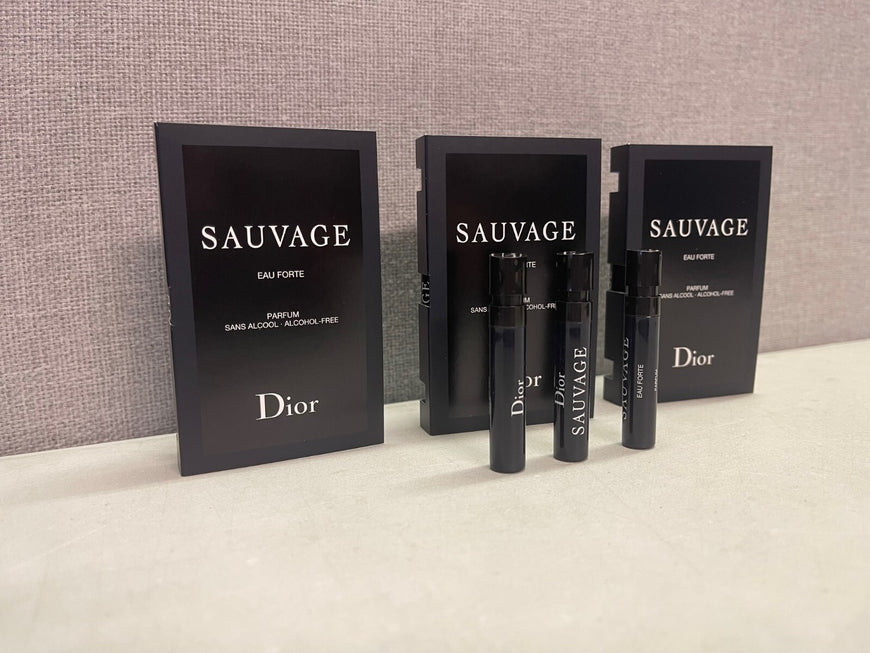 SAUVAGE
EAU FORTE
PARFUM
SANS ALCOOL · ALCOHOL-FREE
Dior
SAUVAGE
SAUVAGE
EAU FORTE
PARFUM
SANS ALCOOL · ALCOHOL-FREE
Dior
Dior
Dior
SAUVAGE
SAUVAGE
EAU FORTE